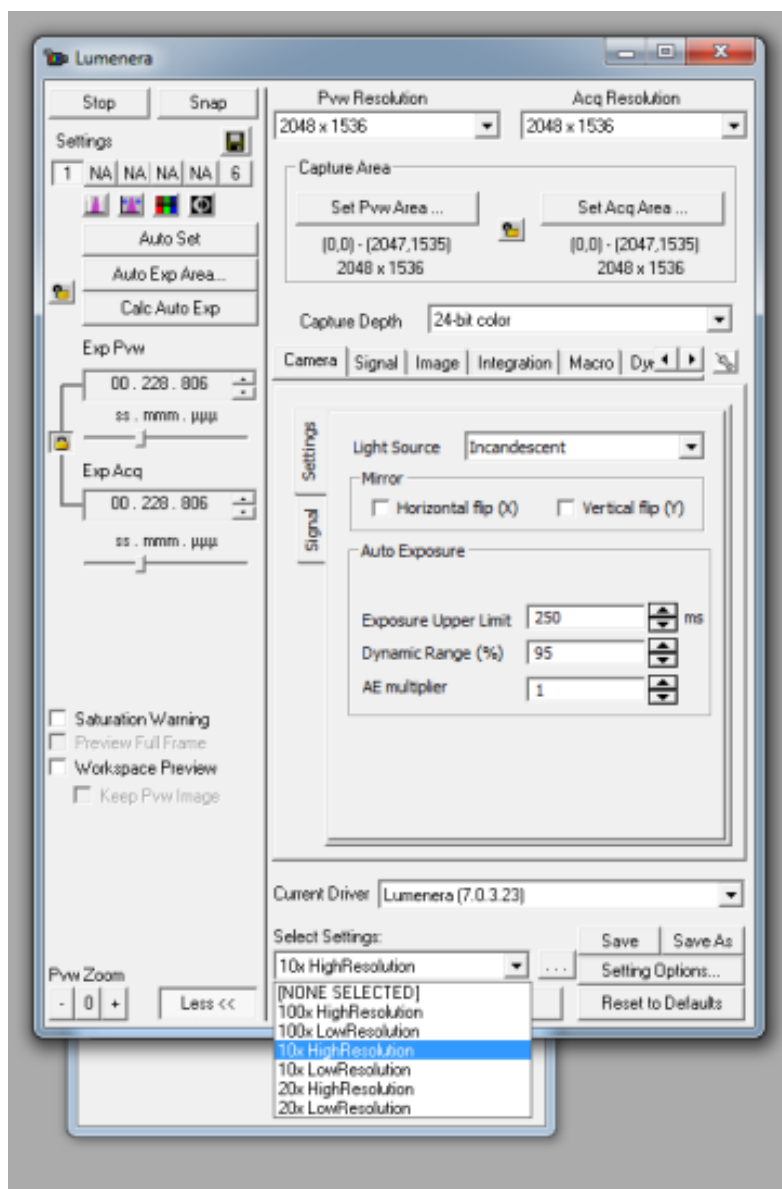 Lumenera
Stop Snap
Settings
1 NA NA NA NA 6
Auto Set
Auto Exp Area...
Calc Auto Exp
Exp Pvw
00 . 228 . 806
ss . mmm . µµµ
Exp Acq
00 . 228 . 806
ss . mmm . µµµ
Saturation Warning
Preview Full Frame
Workspace Preview
Keep Pvw Image
Pvw Zoom
- 0 + Less <<
Pvw Resolution Acq Resolution
2048 x 1536 2048 x 1536
Capture Area
Set Pvw Area ... Set Acq Area ...
(0,0) - (2047,1535) (0,0) - (2047,1535)
2048 x 1536 2048 x 1536
Capture Depth 24-bit color
Camera Signal Image Integration Macro Dy
Settings
Signal
Light Source Incandescent
Mirror
Horizontal flip (X) Vertical flip (Y)
Auto Exposure
Exposure Upper Limit 250 ms
Dynamic Range (%) 95
AE multiplier 1
Current Driver Lumenera (7.0.3.23)
Select Settings:
Save Save As
10x HighResolution ... Setting Options...
Reset to Defaults
[NONE SELECTED]
100x HighResolution
100x LowResolution
10x HighResolution
10x LowResolution
20x HighResolution
20x LowResolution